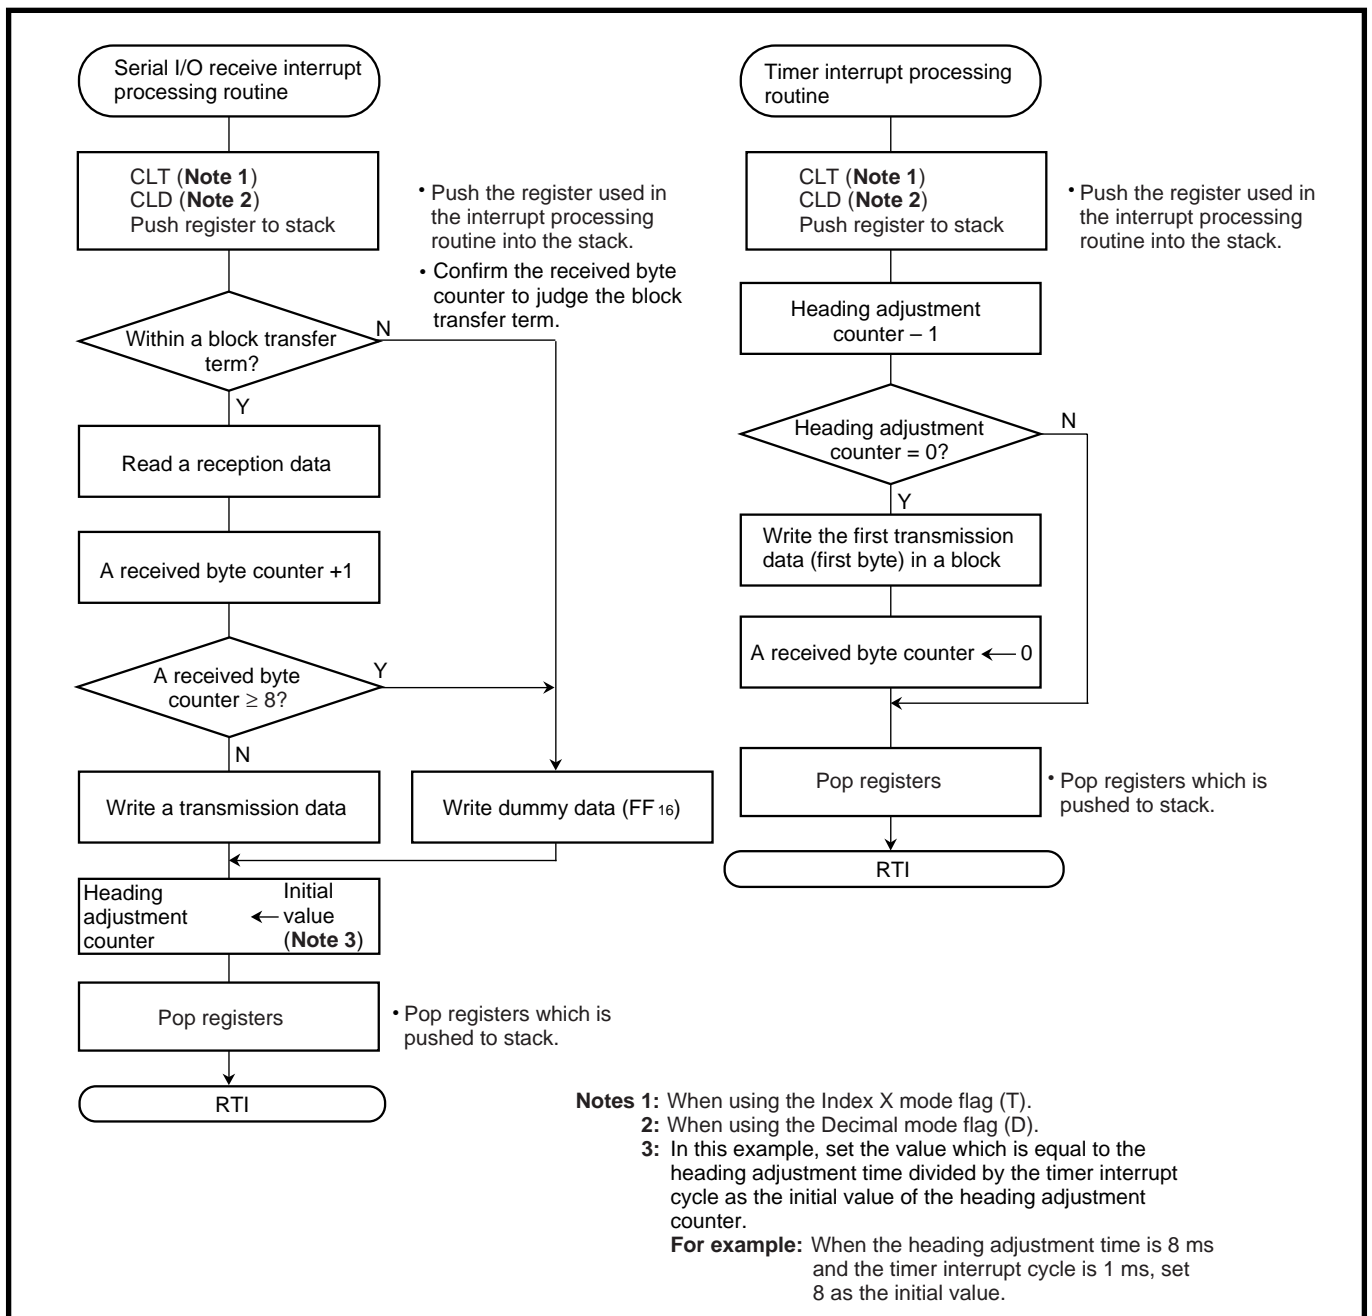 Serial I/O receive interrupt
processing routine
CLT (Note 1)
CLD (Note 2)
Push register to stack
• Push the register used in
the interrupt processing
routine into the stack.
• Confirm the received byte
counter to judge the block
transfer term.
Within a block transfer
term?
N
Y
Read a reception data
A received byte counter +1
A received byte
counter ≥ 8?
Y
N
Write a transmission data
Write dummy data (FF16)
Heading
adjustment
counter
←
Initial
value
(Note 3)
Pop registers
• Pop registers which is
pushed to stack.
RTI
Timer interrupt processing
routine
CLT (Note 1)
CLD (Note 2)
Push register to stack
• Push the register used in
the interrupt processing
routine into the stack.
Heading adjustment
counter – 1
Heading adjustment
counter = 0?
N
Y
Write the first transmission
data (first byte) in a block
A received byte counter ← 0
Pop registers
• Pop registers which is
pushed to stack.
RTI
Notes 1: When using the Index X mode flag (T).
2: When using the Decimal mode flag (D).
3: In this example, set the value which is equal to the
heading adjustment time divided by the timer interrupt
cycle as the initial value of the heading adjustment
counter.
For example: When the heading adjustment time is 8 ms
and the timer interrupt cycle is 1 ms, set
8 as the initial value.